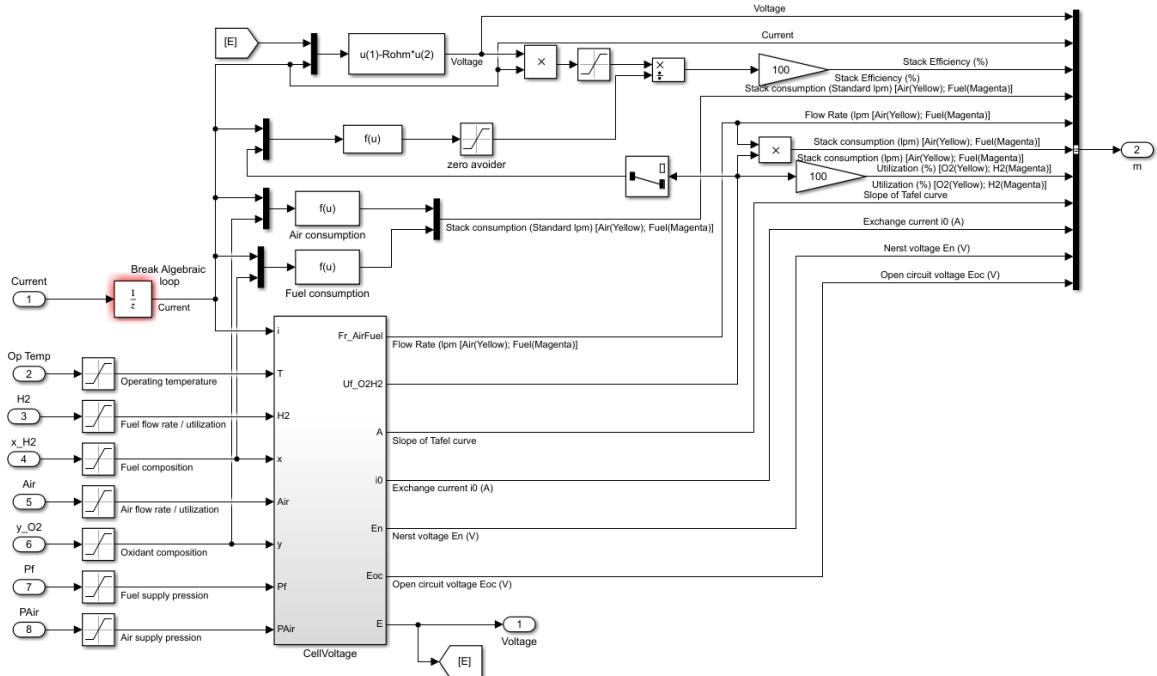 Voltage
[E]
u(1)-Rohm*u(2)
Voltage
×
×
÷
100
Current
Stack Efficiency (%)
Stack Efficiency (%)
Stack consumption (Standard lpm) [Air(Yellow); Fuel(Magenta)]
f(u)
zero avoider
Flow Rate (lpm [Air(Yellow); Fuel(Magenta)]
×
Stack consumption (lpm) [Air(Yellow); Fuel(Magenta)]
Stack consumption (lpm) [Air(Yellow); Fuel(Magenta)]
100
Utilization (%) [O2(Yellow); H2(Magenta)]
Utilization (%) [O2(Yellow); H2(Magenta)]
2
m
Slope of Tafel curve
f(u)
Air consumption
Stack consumption (Standard lpm) [Air(Yellow); Fuel(Magenta)]
Exchange current i0 (A)
Nerst voltage En (V)
f(u)
Fuel consumption
Open circuit voltage Eoc (V)
Current
1
Break Algebraic
loop
1
z
Current
i
Fr_AirFuel
Flow Rate (lpm [Air(Yellow); Fuel(Magenta)]
Op Temp
2
Operating temperature
T
Uf_O2H2
H2
3
Fuel flow rate / utilization
H2
A
Slope of Tafel curve
x_H2
4
Fuel composition
x
i0
Exchange current i0 (A)
Air
5
Air flow rate / utilization
Air
En
Nerst voltage En (V)
y_O2
6
Oxidant composition
y
Eoc
Open circuit voltage Eoc (V)
Pf
7
Fuel supply pression
Pf
PAir
8
Air supply pression
PAir
E
1
Voltage
CellVoltage
[E]